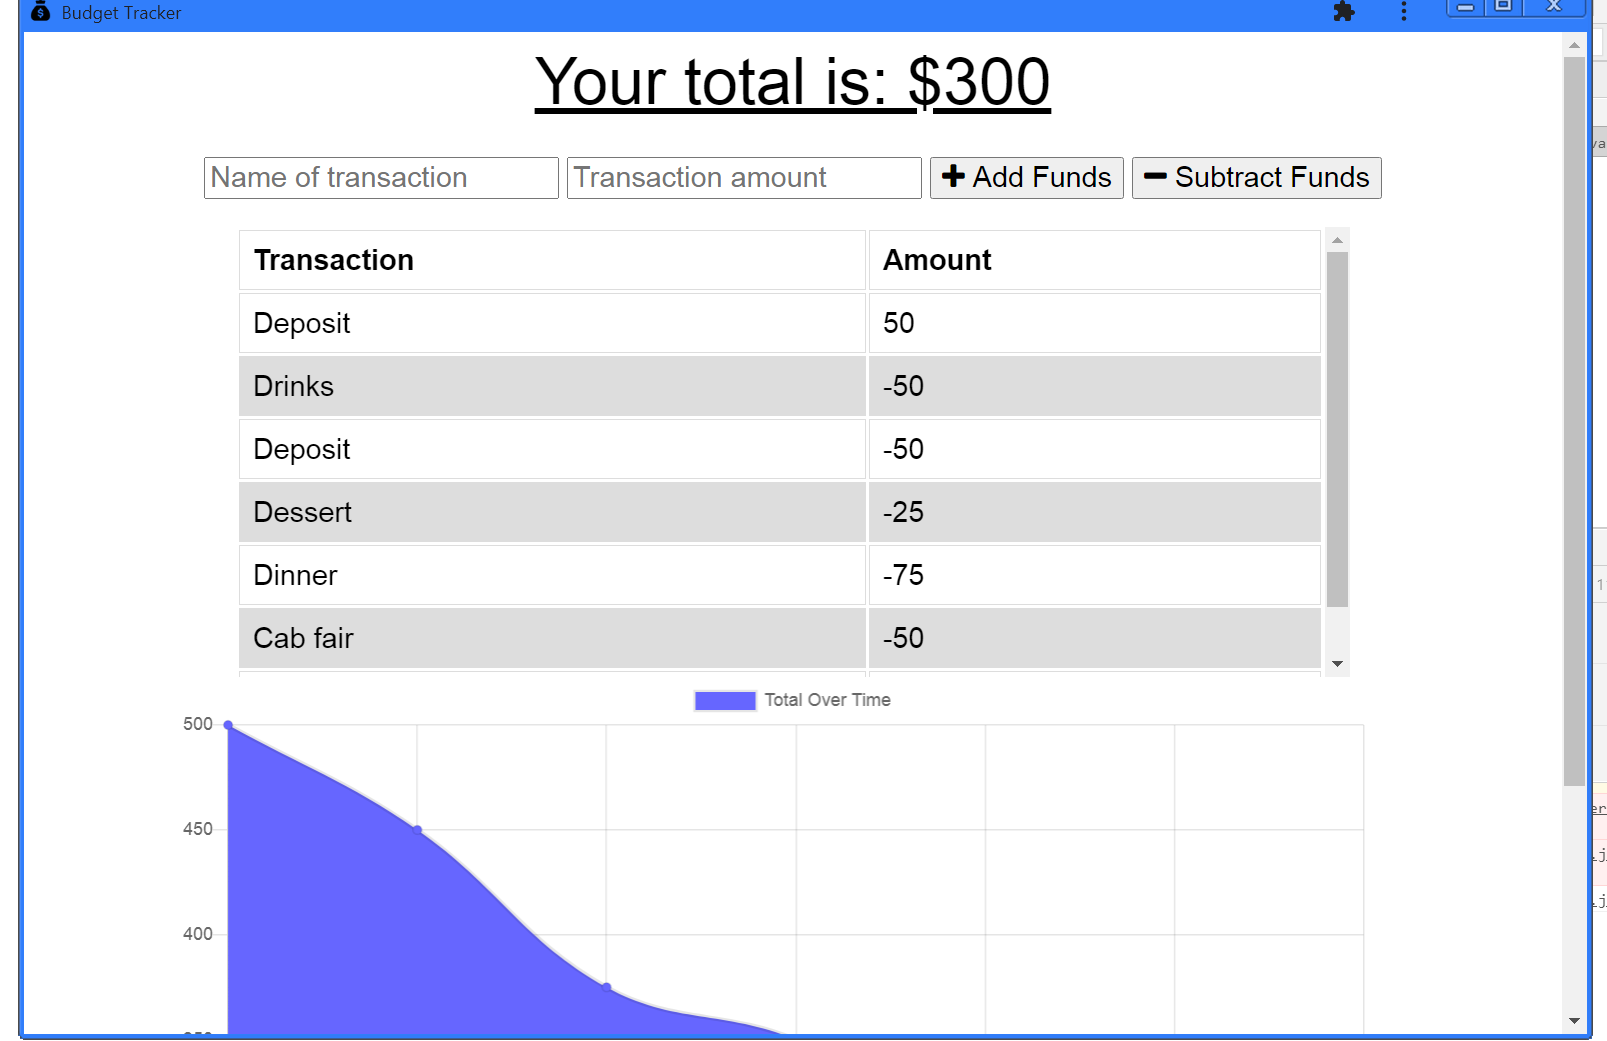 Budget Tracker
Your total is: $300
Name of transaction Transaction amount Add Funds Subtract Funds
Transaction Amount
Deposit 50
Drinks -50
Deposit -50
Dessert -25
Dinner -75
Cab fair -50
Total Over Time
500
450
400